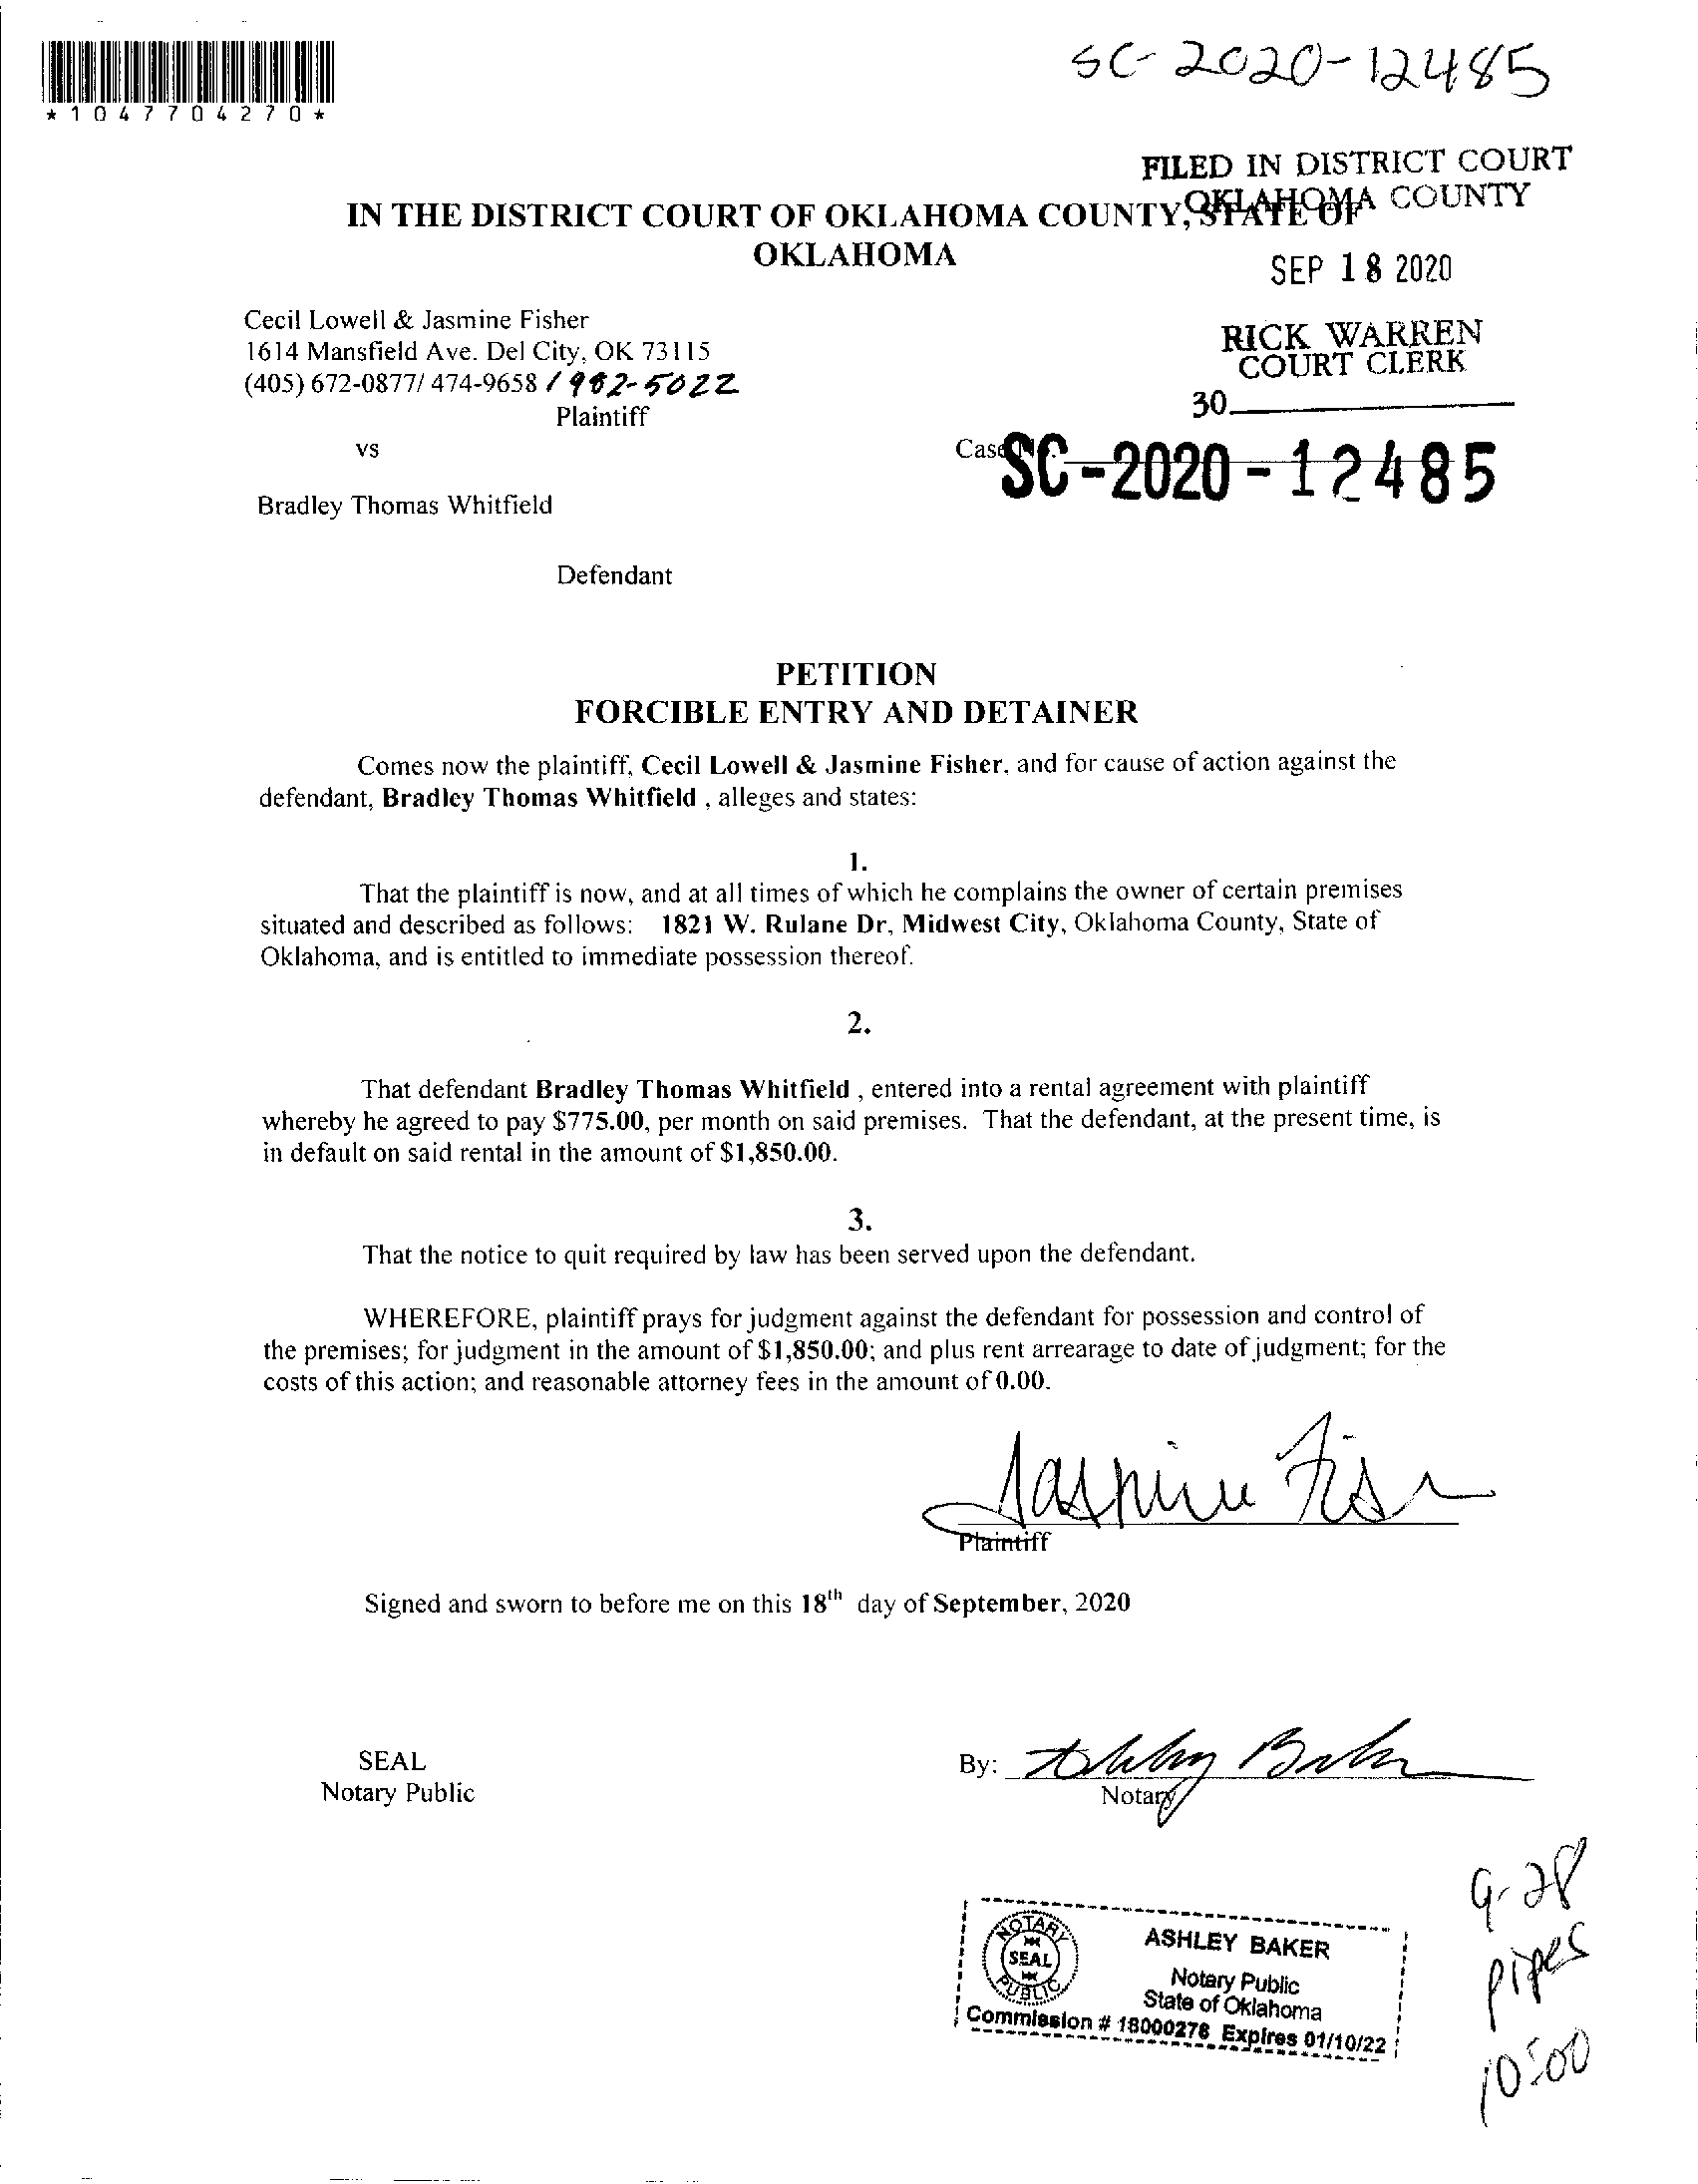 *1047704270*
SC-2020-12485
FILED IN DISTRICT COURT
OKLAHOMA COUNTY
IN THE DISTRICT COURT OF OKLAHOMA COUNTY, STATE OF
OKLAHOMA
SEP 18 2020
Cecil Lowell & Jasmine Fisher
1614 Mansfield Ave. Del City, OK 73115
(405) 672-0877/ 474-9658 / 982-5022
Plaintiff
RICK WARREN
COURT CLERK
30
vs
Case No. SC-2020-12485
Bradley Thomas Whitfield
Defendant
PETITION
FORCIBLE ENTRY AND DETAINER
Comes now the plaintiff, Cecil Lowell & Jasmine Fisher, and for cause of action against the
defendant, Bradley Thomas Whitfield , alleges and states:
1.
That the plaintiff is now, and at all times of which he complains the owner of certain premises
situated and described as follows: 1821 W. Rulane Dr, Midwest City, Oklahoma County, State of
Oklahoma, and is entitled to immediate possession thereof.
2.
That defendant Bradley Thomas Whitfield , entered into a rental agreement with plaintiff
whereby he agreed to pay $775.00, per month on said premises. That the defendant, at the present time, is
in default on said rental in the amount of $1,850.00.
3.
That the notice to quit required by law has been served upon the defendant.
WHEREFORE, plaintiff prays for judgment against the defendant for possession and control of
the premises; for judgment in the amount of $1,850.00; and plus rent arrearage to date of judgment; for the
costs of this action; and reasonable attorney fees in the amount of 0.00.
Jasmine Fisher
Plaintiff
Signed and sworn to before me on this 18th day of September, 2020
SEAL
Notary Public
By: Ashley Baker
Notary
NOTARY
SEAL
PUBLIC
ASHLEY BAKER
Notary Public
State of Oklahoma
Commission # 18000278 Expires 01/10/22
9-28
pipes
10:00